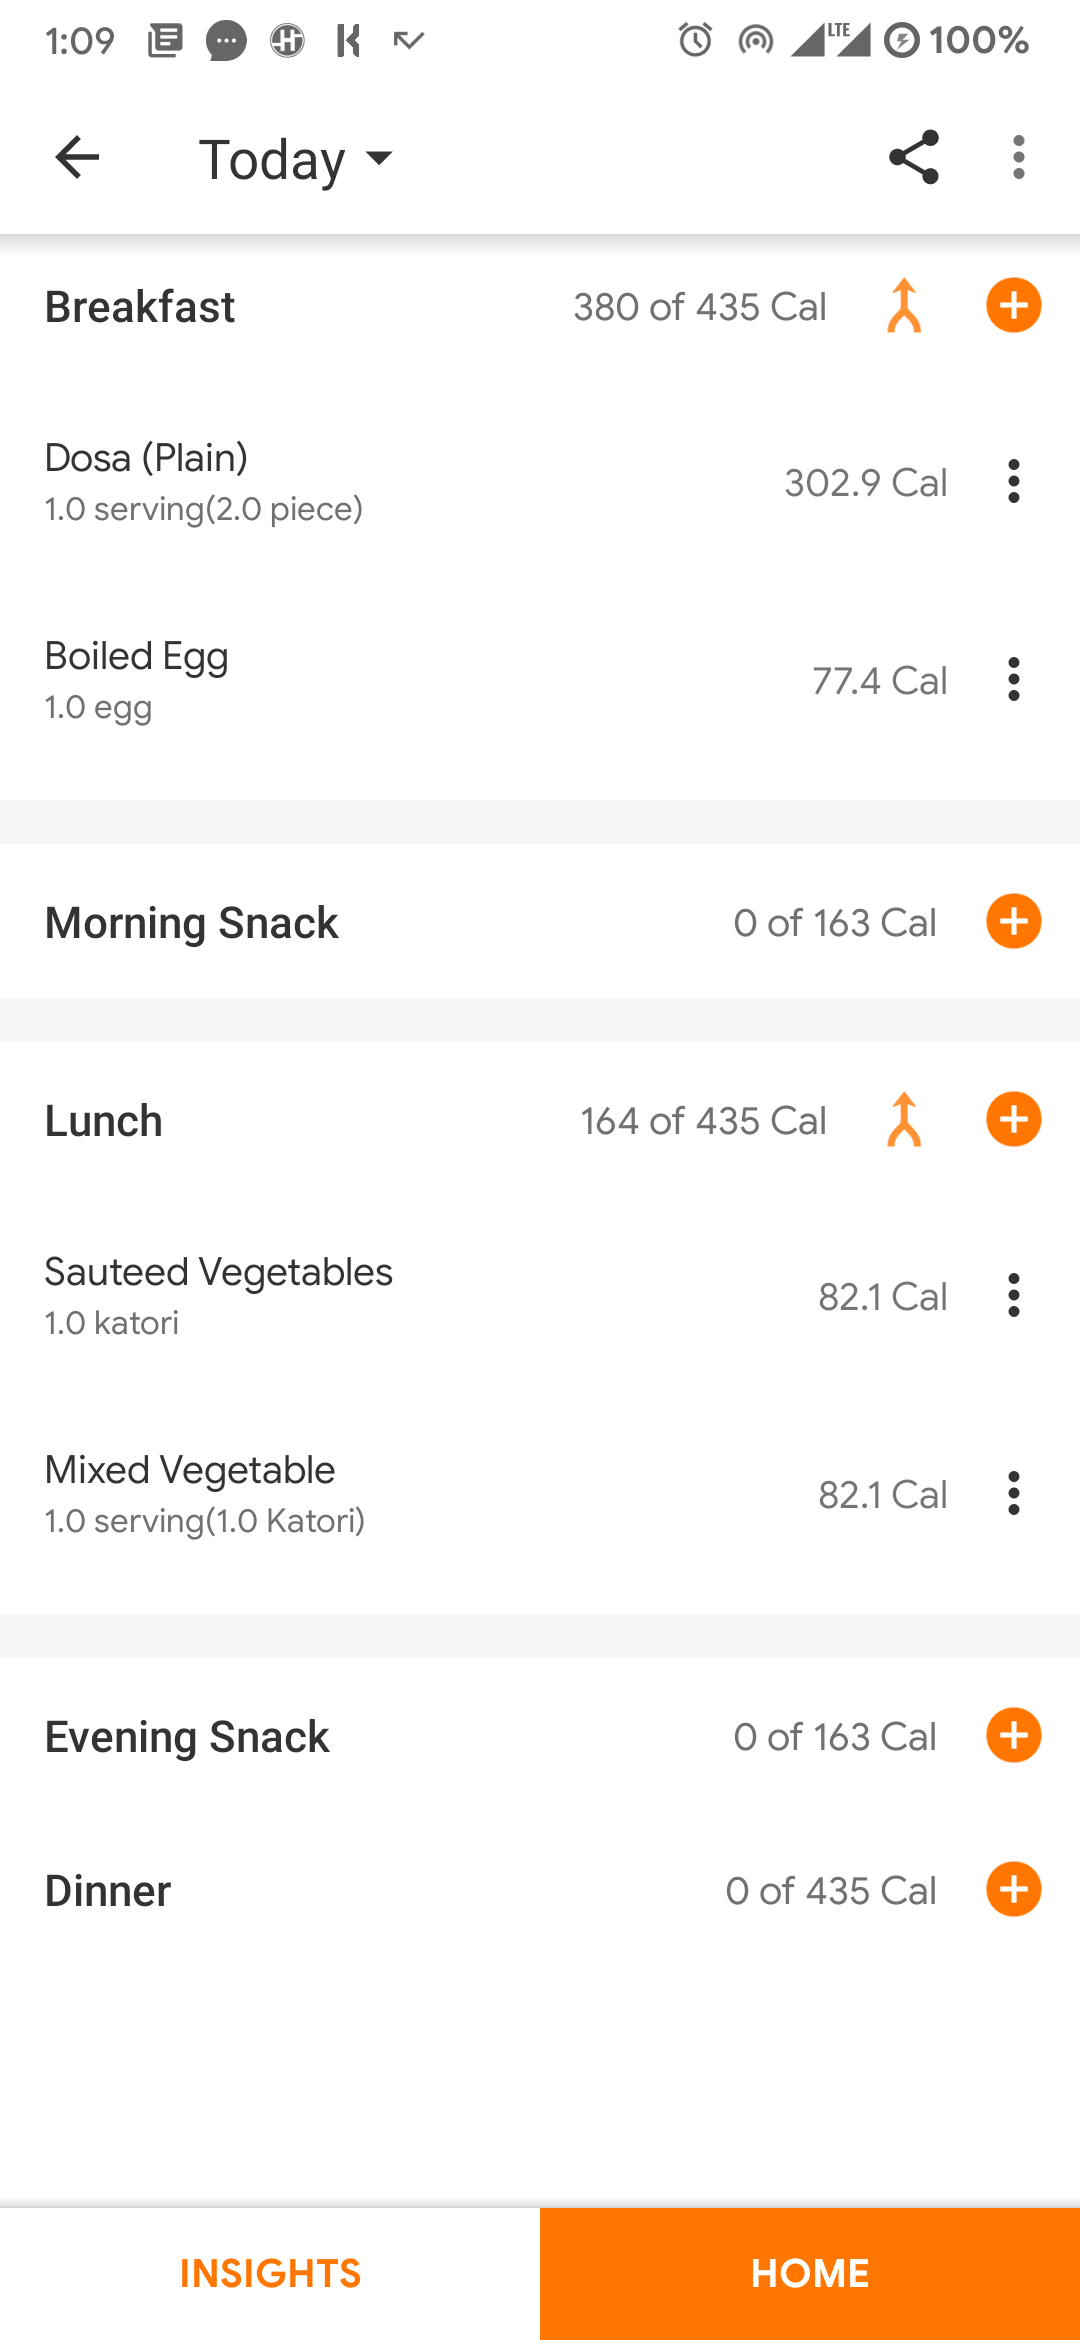 1:09 LTE 100%
Today
Breakfast 380 of 435 Cal
Dosa (Plain)
1.0 serving(2.0 piece) 302.9 Cal
Boiled Egg
1.0 egg 77.4 Cal
Morning Snack 0 of 163 Cal
Lunch 164 of 435 Cal
Sauteed Vegetables
1.0 katori 82.1 Cal
Mixed Vegetable
1.0 serving(1.0 Katori) 82.1 Cal
Evening Snack 0 of 163 Cal
Dinner 0 of 435 Cal
INSIGHTS HOME